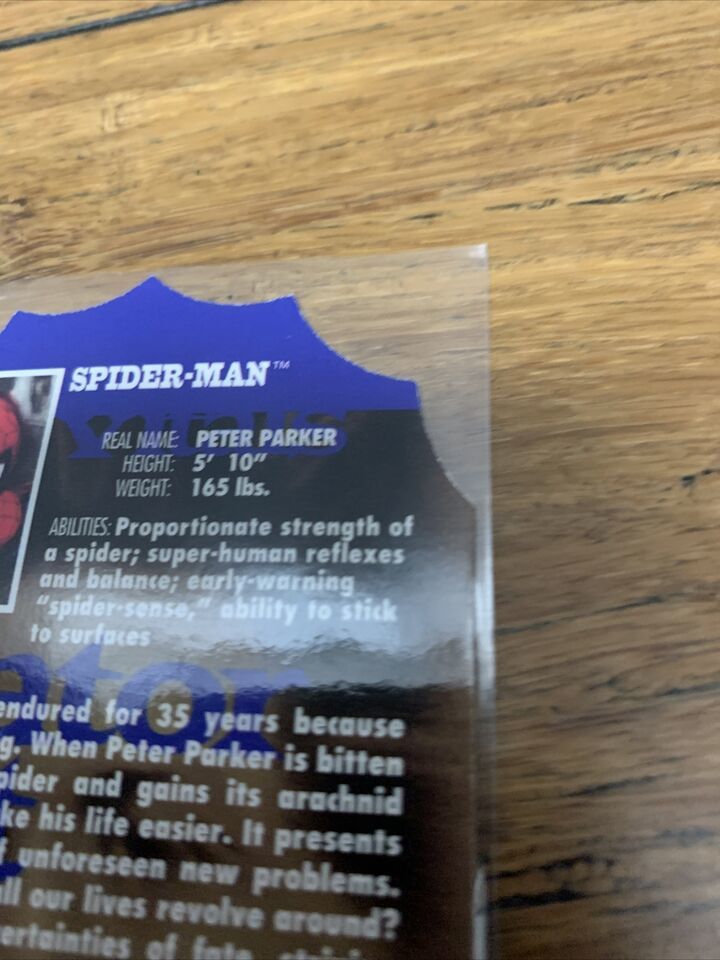 SPIDER-MAN™
REAL NAME: PETER PARKER
HEIGHT: 5' 10"
WEIGHT: 165 lbs.
ABILITIES: Proportionate strength of
a spider; super-human reflexes
and balance; early-warning
"spider-sense," ability to stick
to surfaces
endured for 35 years because
g. When Peter Parker is bitten
pider and gains its arachnid
ke his life easier. It presents
f unforeseen new problems.
all our lives revolve around?
ertainties of fate,